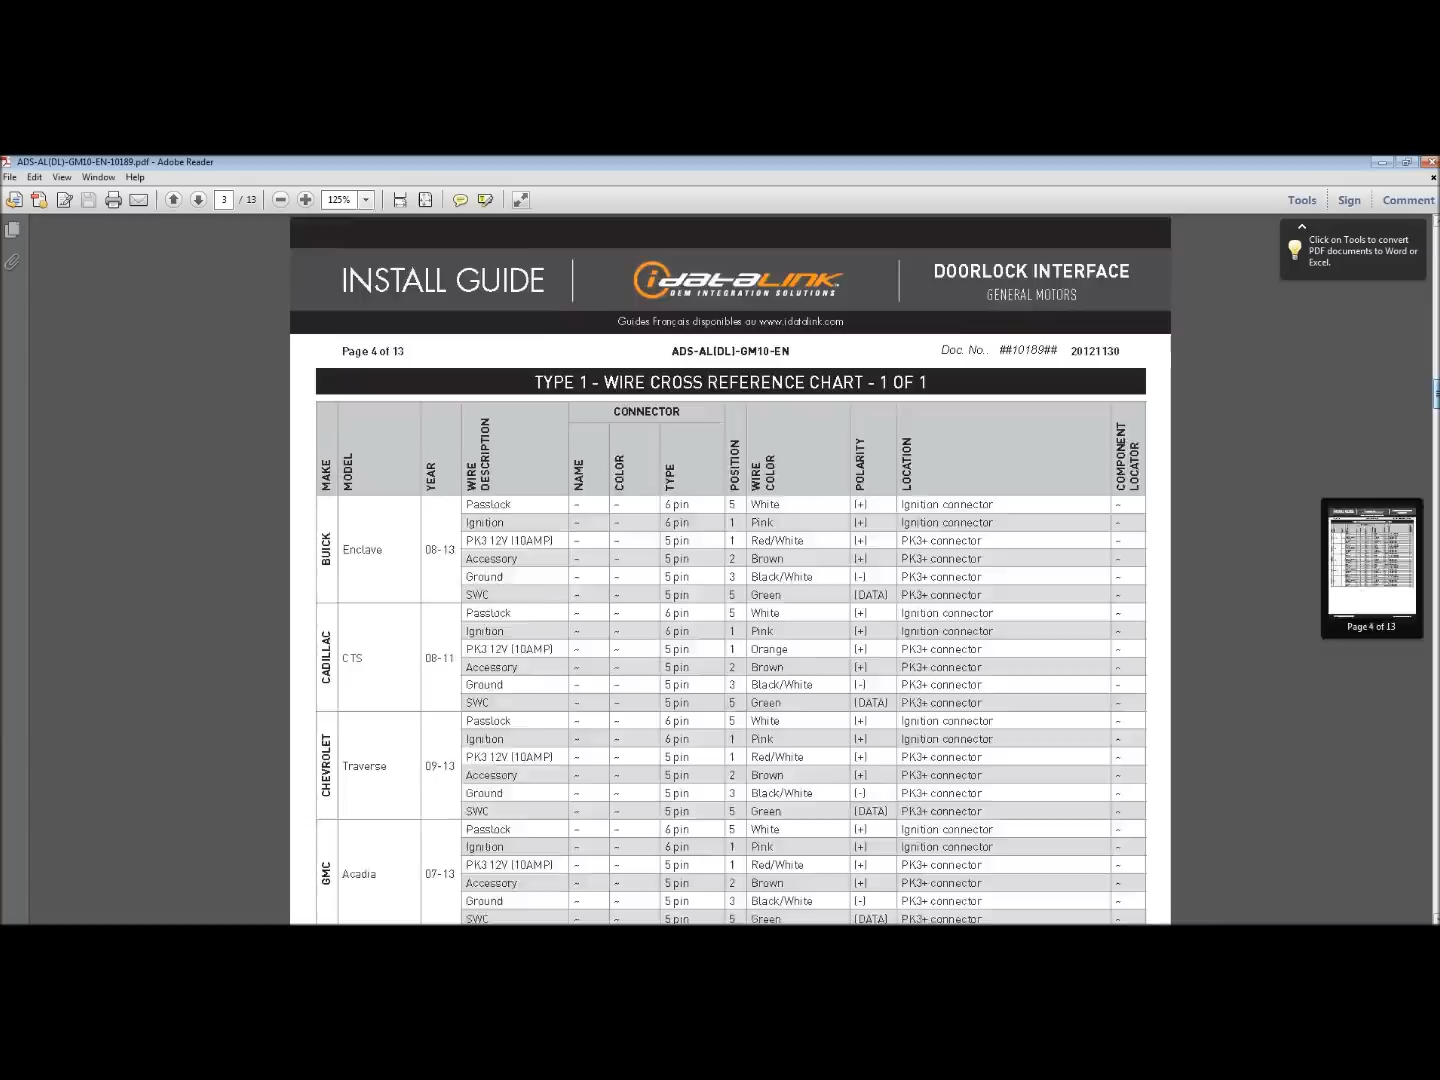 ADS-AL(DL)-GM10-EN-10189.pdf - Adobe Reader
File Edit View Window Help
3 / 13 125% Tools Sign Comment
Click on Tools to convert
PDF documents to Word or
Excel.
INSTALL GUIDE
idataLINK
OEM INTEGRATION SOLUTIONS
DOORLOCK INTERFACE
GENERAL MOTORS
Guides Français disponibles au www.idatalink.com
Page 4 of 13 ADS-AL(DL)-GM10-EN Doc. No.. ##10189## 20121130
TYPE 1 - WIRE CROSS REFERENCE CHART - 1 OF 1
CONNECTOR
MAKE MODEL YEAR WIRE DESCRIPTION NAME COLOR TYPE POSITION WIRE COLOR POLARITY LOCATION COMPONENT LOCATOR
BUICK Enclave 08-13
Passlock ~ ~ 6 pin 5 White (+) Ignition connector ~
Ignition ~ ~ 6 pin 1 Pink (+) Ignition connector ~
PK3 12V (10AMP) ~ ~ 5 pin 1 Red/White (+) PK3+ connector ~
Accessory ~ ~ 5 pin 2 Brown (+) PK3+ connector ~
Ground ~ ~ 5 pin 3 Black/White (-) PK3+ connector ~
SWC ~ ~ 5 pin 5 Green (DATA) PK3+ connector ~
CADILLAC CTS 08-11
Passlock ~ ~ 6 pin 5 White (+) Ignition connector ~
Ignition ~ ~ 6 pin 1 Pink (+) Ignition connector ~
PK3 12V (10AMP) ~ ~ 5 pin 1 Orange (+) PK3+ connector ~
Accessory ~ ~ 5 pin 2 Brown (+) PK3+ connector ~
Ground ~ ~ 5 pin 3 Black/White (-) PK3+ connector ~
SWC ~ ~ 5 pin 5 Green (DATA) PK3+ connector ~
CHEVROLET Traverse 09-13
Passlock ~ ~ 6 pin 5 White (+) Ignition connector ~
Ignition ~ ~ 6 pin 1 Pink (+) Ignition connector ~
PK3 12V (10AMP) ~ ~ 5 pin 1 Red/White (+) PK3+ connector ~
Accessory ~ ~ 5 pin 2 Brown (+) PK3+ connector ~
Ground ~ ~ 5 pin 3 Black/White (-) PK3+ connector ~
SWC ~ ~ 5 pin 5 Green (DATA) PK3+ connector ~
GMC Acadia 07-13
Passlock ~ ~ 6 pin 5 White (+) Ignition connector ~
Ignition ~ ~ 6 pin 1 Pink (+) Ignition connector ~
PK3 12V (10AMP) ~ ~ 5 pin 1 Red/White (+) PK3+ connector ~
Accessory ~ ~ 5 pin 2 Brown (+) PK3+ connector ~
Ground ~ ~ 5 pin 3 Black/White (-) PK3+ connector ~
SWC ~ ~ 5 pin 5 Green (DATA) PK3+ connector ~
Page 4 of 13